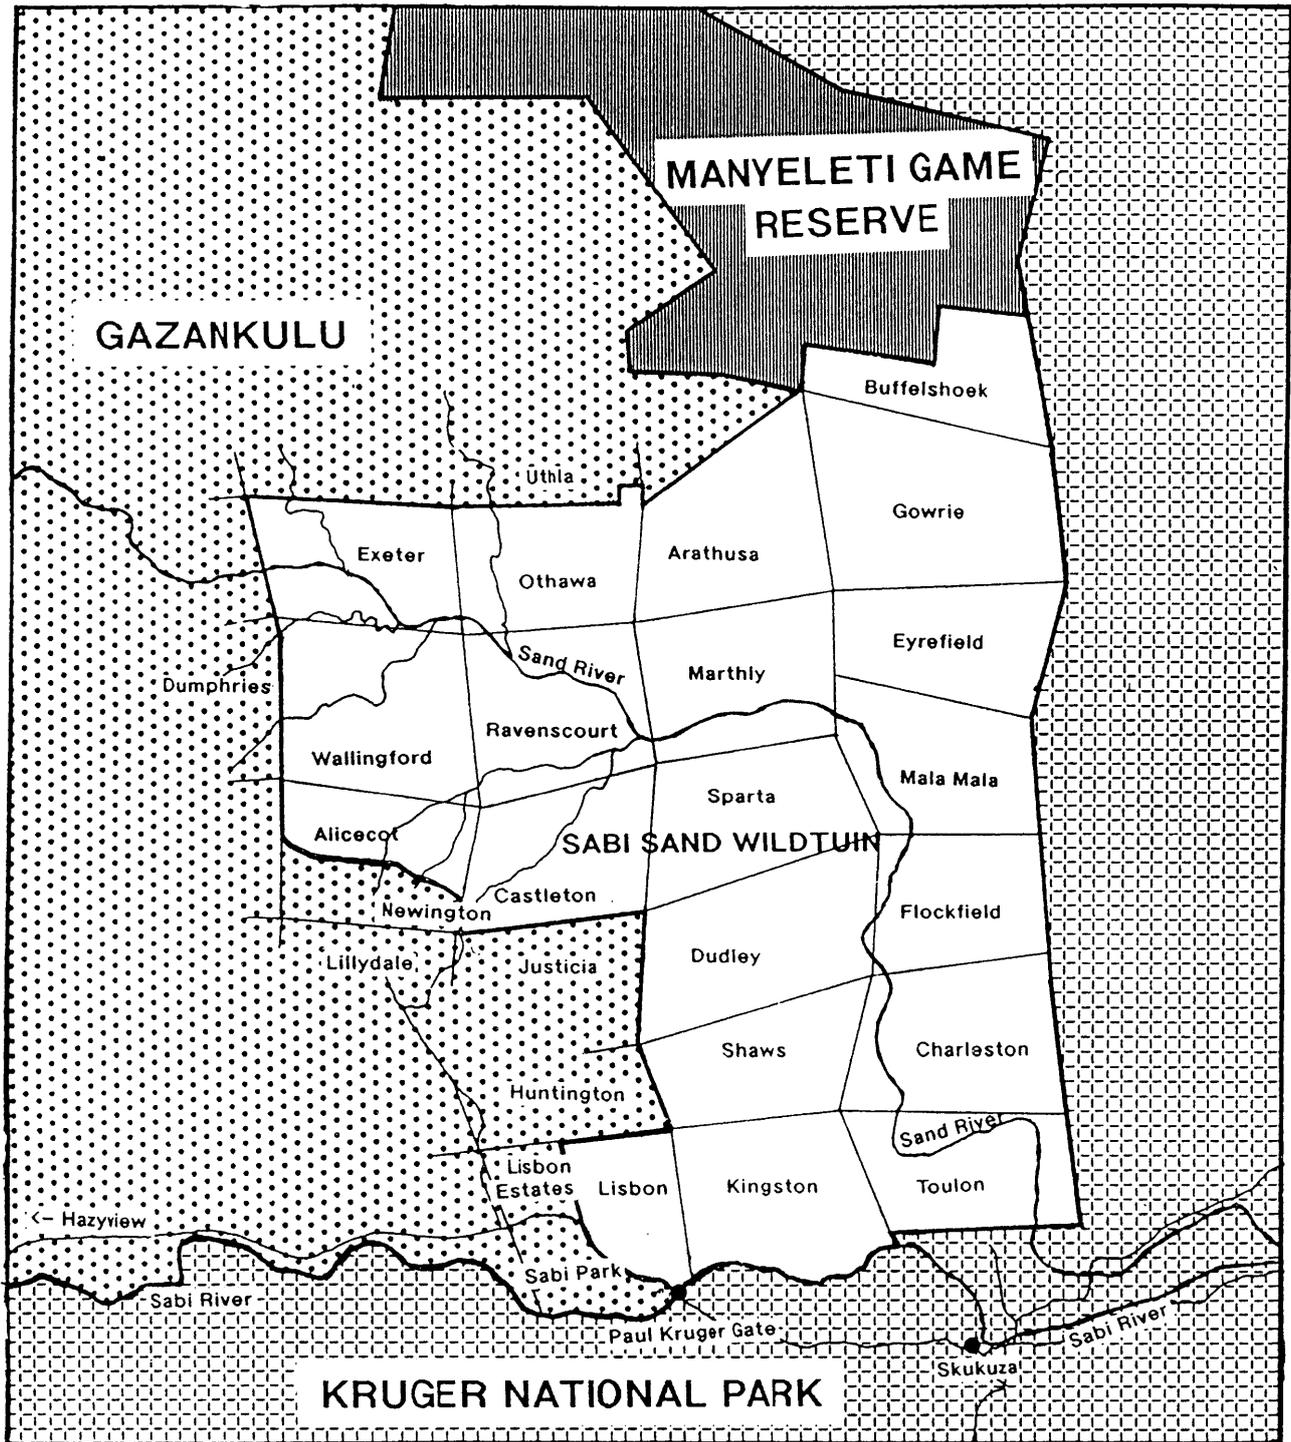 MANYELETI GAME
RESERVE
GAZANKULU
Buffelshoek
Uthla
Gowrie
Exeter
Arathusa
Othawa
Eyrefield
Sand River
Marthly
Dumphries
Ravenscourt
Wallingford
Mala Mala
Sparta
Alicecot
SABI SAND WILDTUIN
Castleton
Newington
Flockfield
Lillydale
Justicia
Dudley
Shaws
Charleston
Huntington
Sand River
Lisbon
Estates
Lisbon
Kingston
Toulon
<- Hazyview
Sabi Park
Sabi River
Paul Kruger Gate
Sabi River
Skukuza
KRUGER NATIONAL PARK